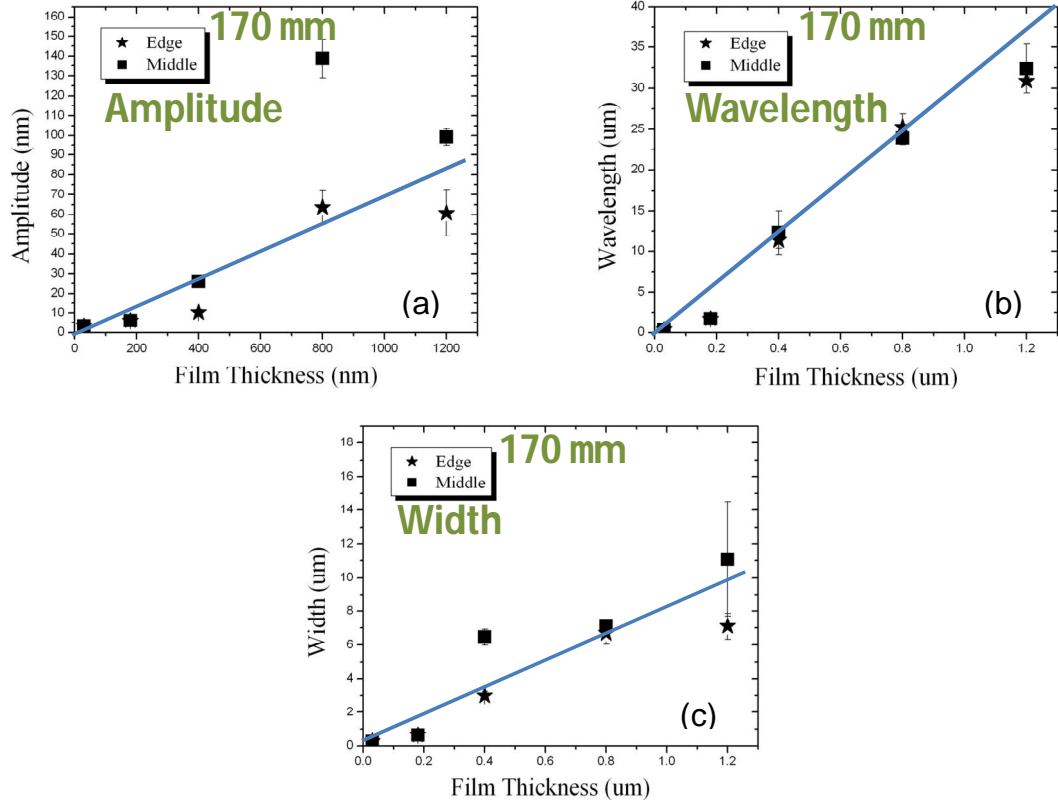 170 mm
Edge
Middle
Amplitude
150
140
130
120
110
100
90
80
70
60
50
40
30
20
10
0
Amplitude (nm)
(a)
0
200
400
600
800
1000
1200
Film Thickness (nm)
170 mm
Edge
Middle
Wavelength
40
35
30
25
20
15
10
5
0
Wavelength (um)
(b)
0.0
0.2
0.4
0.6
0.8
1.0
1.2
Film Thickness (um)
170 mm
Edge
Middle
Width
18
16
14
12
10
8
6
4
2
0
Width (um)
(c)
0.0
0.2
0.4
0.6
0.8
1.0
1.2
Film Thickness (um)